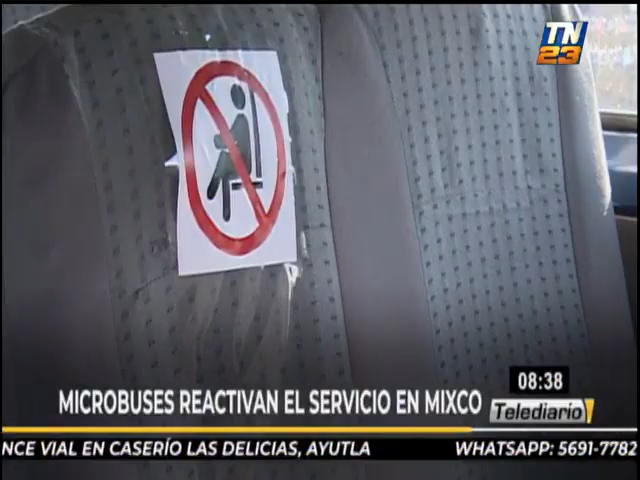 TN
23
08:38
MICROBUSES REACTIVAN EL SERVICIO EN MIXCO
Telediario
NCE VIAL EN CASERÍO LAS DELICIAS, AYUTLA WHATSAPP: 5691-7782